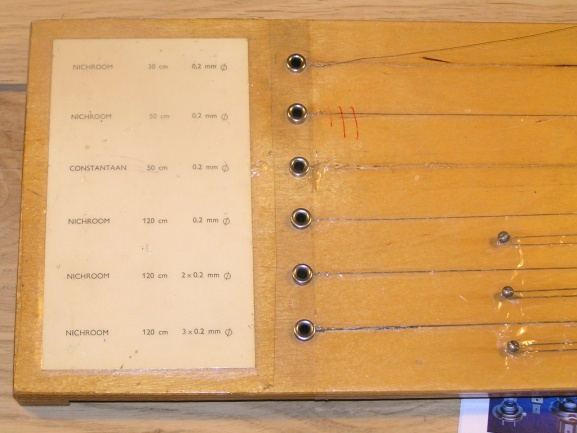 NICHROOM 50 cm 0,2 mm Ø
NICHROOM 50 cm 0.2 mm Ø
CONSTANTAAN 50 cm 0.2 mm Ø
NICHROOM 120 cm 0.2 mm Ø
NICHROOM 120 cm 2 x 0.2 mm Ø
NICHROOM 120 cm 3 x 0.2 mm Ø